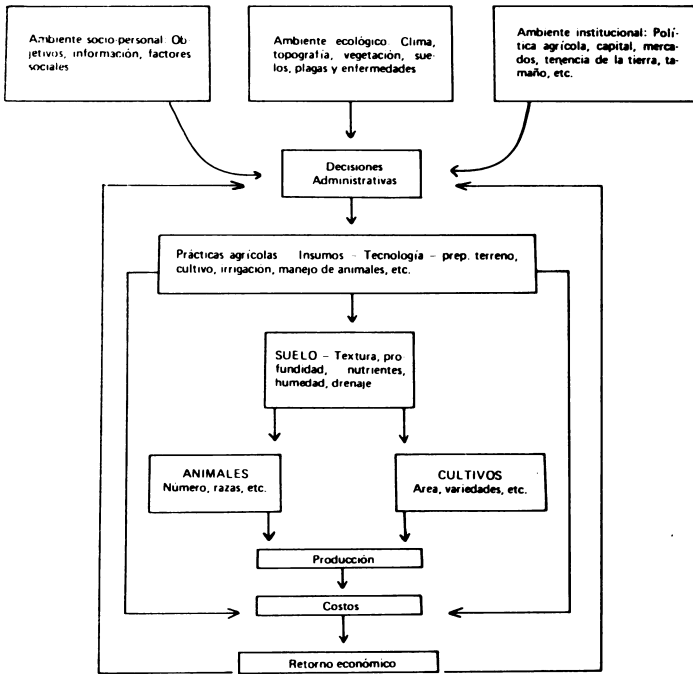 Ambiente socio-personal: Ob-
jetivos, información, factores
sociales
Ambiente ecológico: Clima,
topografía, vegetación, sue-
los, plagas y enfermedades
Ambiente institucional: Polí-
tica agrícola, capital, merca-
dos, tenencia de la tierra, ta-
maño, etc.
Decisiones
Administrativas
Prácticas agrícolas Insumos – Tecnología – prep. terreno,
cultivo, irrigación, manejo de animales, etc.
SUELO – Textura, pro
fundidad, nutrientes,
humedad, drenaje
ANIMALES
Número, razas, etc.
CULTIVOS
Area, variedades, etc.
Producción
Costos
Retorno económico